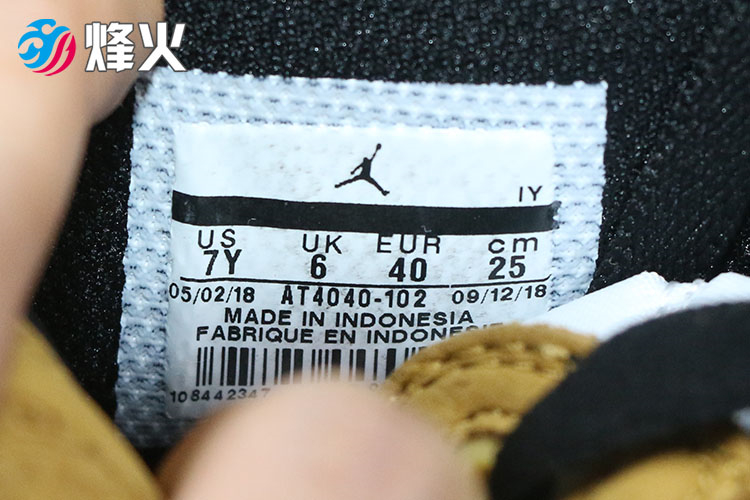 烽火
IY
US UK EUR cm
7Y 6 40 25
05/02/18 AT4040-102 09/12/18
MADE IN INDONESIA
FABRIQUE EN